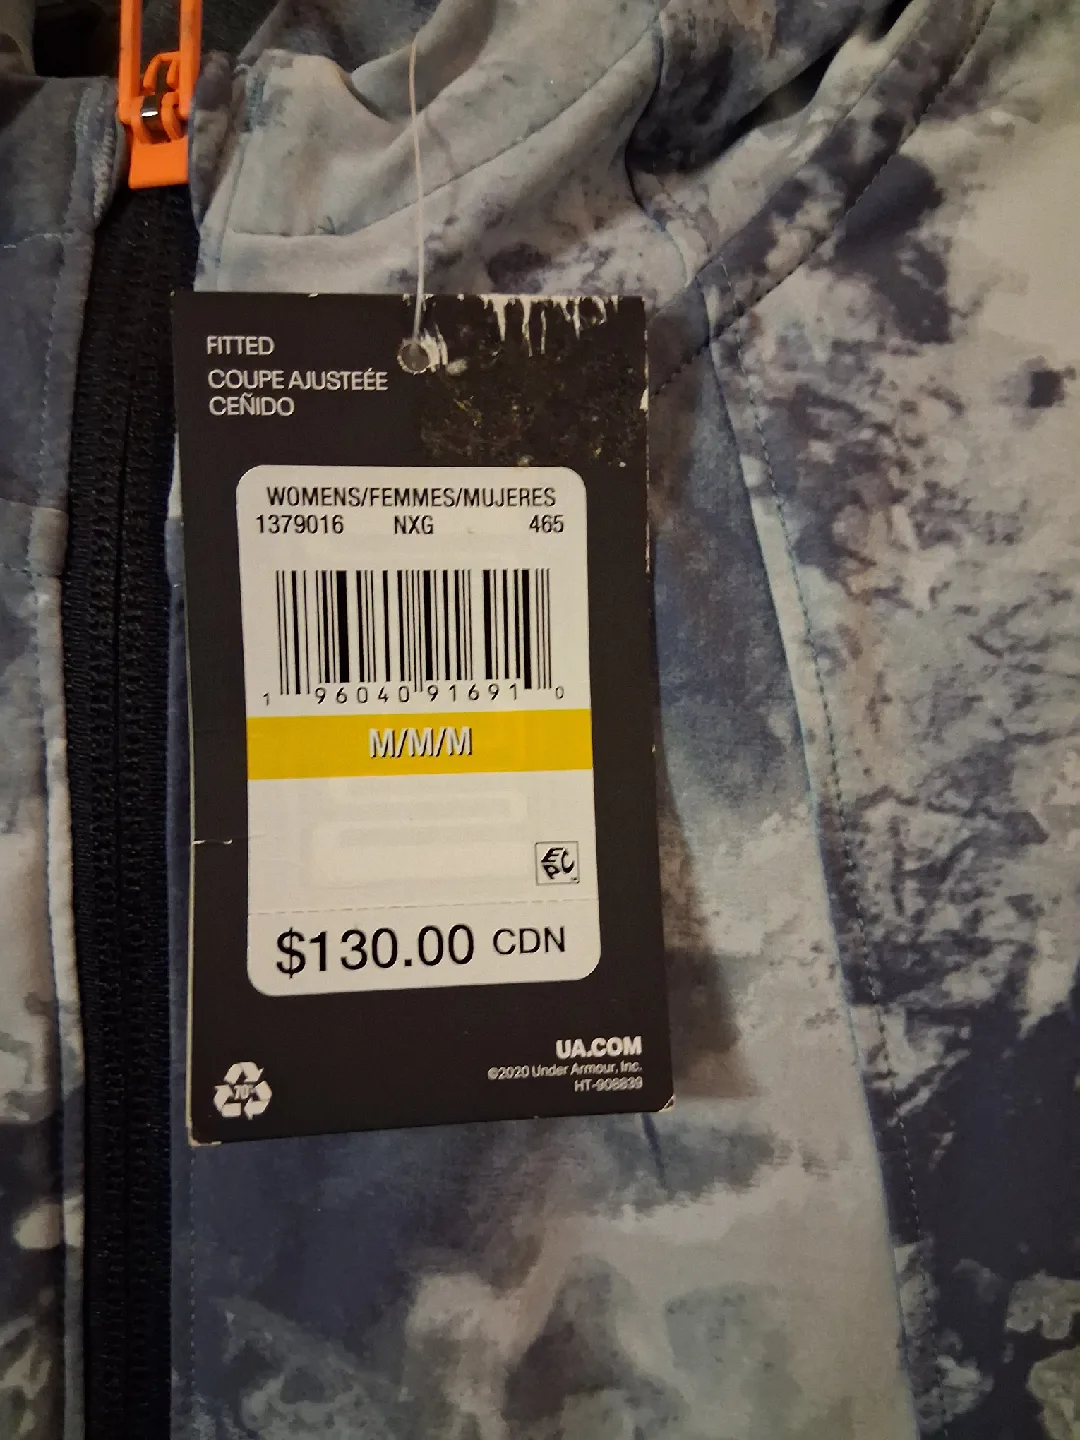 FITTED
COUPE AJUSTEÉE
CEÑIDO
WOMENS/FEMMES/MUJERES
1379016 NXG 465
1 96040 91691 0
M/M/M
EPC
$130.00 CDN
UA.COM
©2020 Under Armour, Inc.
HT-908839